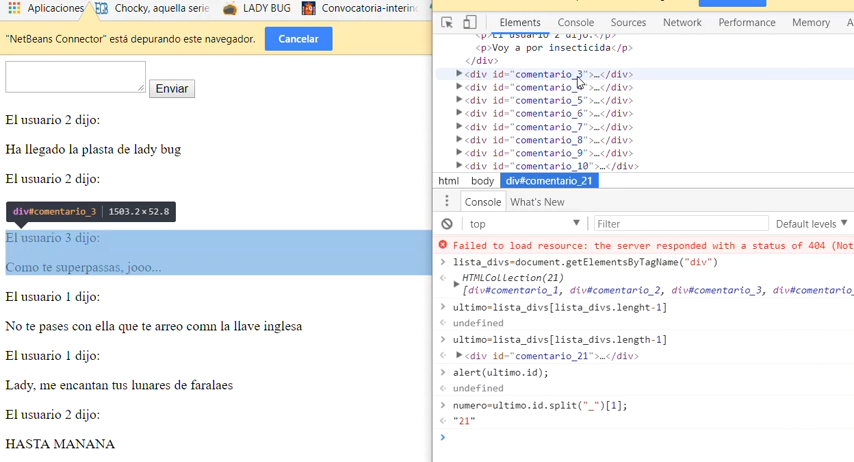 Aplicaciones Chocky, aquella serie LADY BUG Convocatoria-interin
"NetBeans Connector" está depurando este navegador. Cancelar
Enviar
El usuario 2 dijo:
Ha llegado la plasta de lady bug
El usuario 2 dijo:
div#comentario_3 1503.2×52.8
El usuario 3 dijo:
Como te superpassas, jooo...
El usuario 1 dijo:
No te pases con ella que te arreo comn la llave inglesa
El usuario 1 dijo:
Lady, me encantan tus lunares de faralaes
El usuario 2 dijo:
HASTA MANANA
Elements Console Sources Network Performance Memory A
<p>El usuario 2 dijo:</p>
<p>Voy a por insecticida</p>
</div>
<div id="comentario_3">…</div>
<div id="comentario_ ">…</div>
<div id="comentario_5">…</div>
<div id="comentario_6">…</div>
<div id="comentario_7">…</div>
<div id="comentario_8">…</div>
<div id="comentario_9">…</div>
<div id="comentario_10">…</div>
html body div#comentario_21
Console What's New
top Filter Default levels
Failed to load resource: the server responded with a status of 404 (Not
lista_divs=document.getElementsByTagName("div")
HTMLCollection(21)
[div#comentario_1, div#comentario_2, div#comentario_3, div#comentario
ultimo=lista_divs[lista_divs.lenght-1]
undefined
ultimo=lista_divs[lista_divs.length-1]
<div id="comentario_21">…</div>
alert(ultimo.id);
undefined
numero=ultimo.id.split("_")[1];
"21"